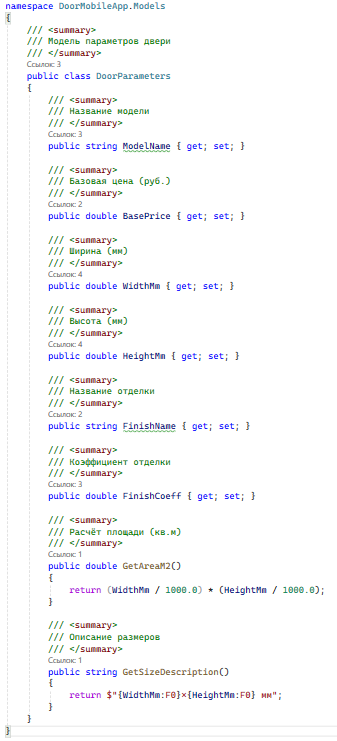 namespace DoorMobileApp.Models
{
/// <summary>
/// Модель параметров двери
/// </summary>
Ссылок: 3
public class DoorParameters
{
/// <summary>
/// Название модели
/// </summary>
Ссылок: 3
public string ModelName { get; set; }
/// <summary>
/// Базовая цена (руб.)
/// </summary>
Ссылок: 2
public double BasePrice { get; set; }
/// <summary>
/// Ширина (мм)
/// </summary>
Ссылок: 4
public double WidthMm { get; set; }
/// <summary>
/// Высота (мм)
/// </summary>
Ссылок: 4
public double HeightMm { get; set; }
/// <summary>
/// Название отделки
/// </summary>
Ссылок: 2
public string FinishName { get; set; }
/// <summary>
/// Коэффициент отделки
/// </summary>
Ссылок: 3
public double FinishCoeff { get; set; }
/// <summary>
/// Расчёт площади (кв.м)
/// </summary>
Ссылок: 1
public double GetAreaM2()
{
return (WidthMm / 1000.0) * (HeightMm / 1000.0);
}
/// <summary>
/// Описание размеров
/// </summary>
Ссылок: 1
public string GetSizeDescription()
{
return $"{WidthMm:F0}×{HeightMm:F0} мм";
}
}
}